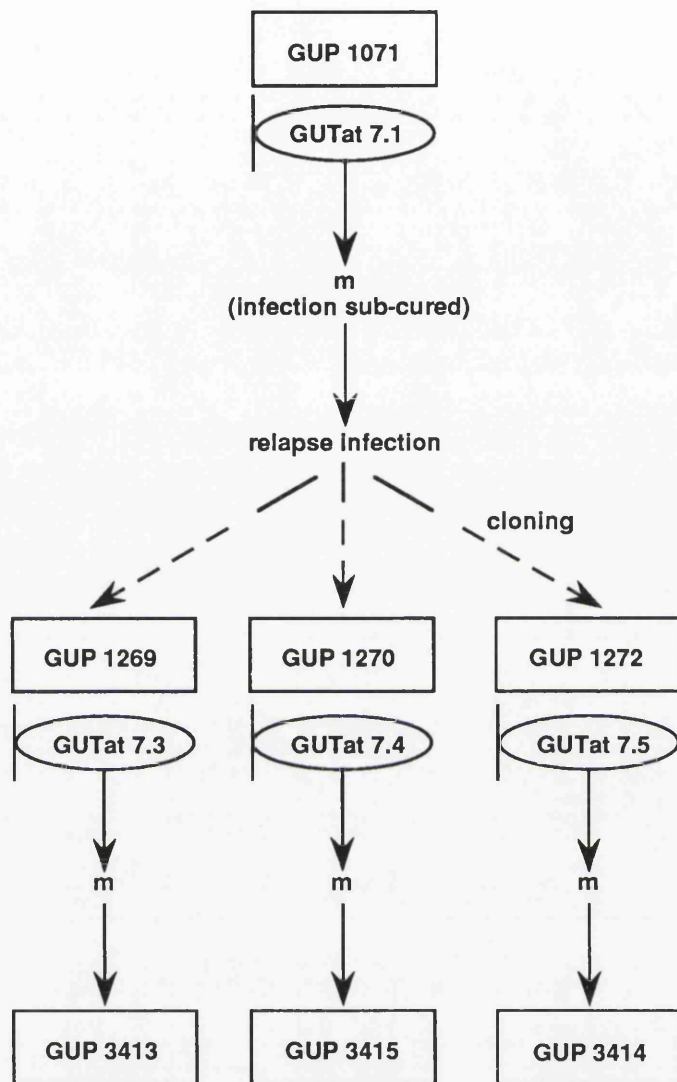 GUP 1071
GUTat 7.1
m
(infection sub-cured)
relapse infection
cloning
GUP 1269
GUP 1270
GUP 1272
GUTat 7.3
GUTat 7.4
GUTat 7.5
m
m
m
GUP 3413
GUP 3415
GUP 3414